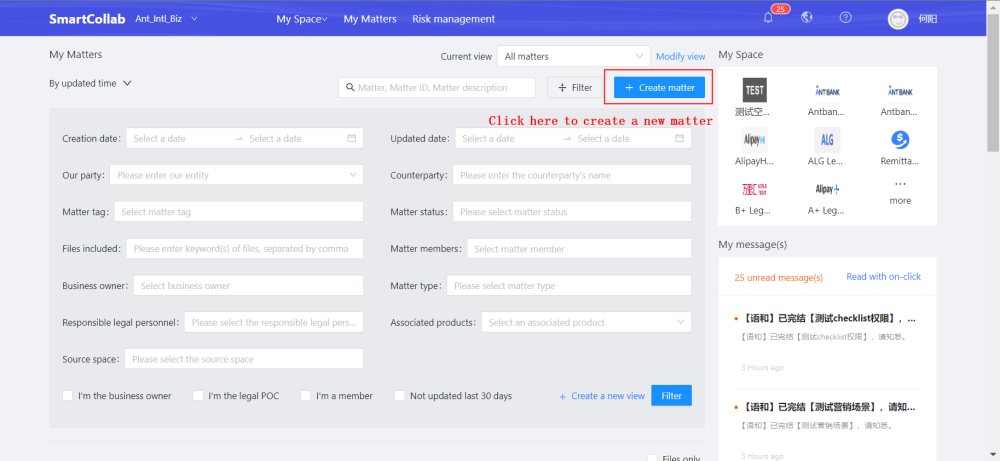 SmartCollab Ant_Intl_Biz My Space My Matters Risk management 25 何阳
My Matters
Current view All matters Modify view
By updated time
Matter, Matter ID, Matter description Filter Create matter
Click here to create a new matter
Creation date: Select a date Select a date Updated date: Select a date Select a date
Our party: Please enter our entity Counterparty: Please enter the counterparty's name
Matter tag: Select matter tag Matter status: Please select matter status
Files included: Please enter keyword(s) of files, separated by comma Matter members: Select matter member
Business owner: Select business owner Matter type: Please select matter type
Responsible legal personnel: Please select the responsible legal pers... Associated products: Select an associated product
Source space: Please select the source space
I'm the business owner I'm the legal POC I'm a member Not updated last 30 days + Create a new view Filter
Files only
My Space
TEST ANTBANK ANTBANK
测试空... Antbank... Antban...
AlipayHK ALG
AlipayH... ALG Le... Remitta...
万里汇 WORLD FIRST Alipay+
B+ Leg... A+ Leg... more
My message(s)
25 unread message(s) Read with on-click
【语和】已完结【测试checklist权限】，...
【语和】已完结【测试checklist权限】，请知悉。
3 Hours ago
【语和】已完结【测试营销场景】，请知...
【语和】已完结【测试营销场景】，请知悉。
3 Hours ago